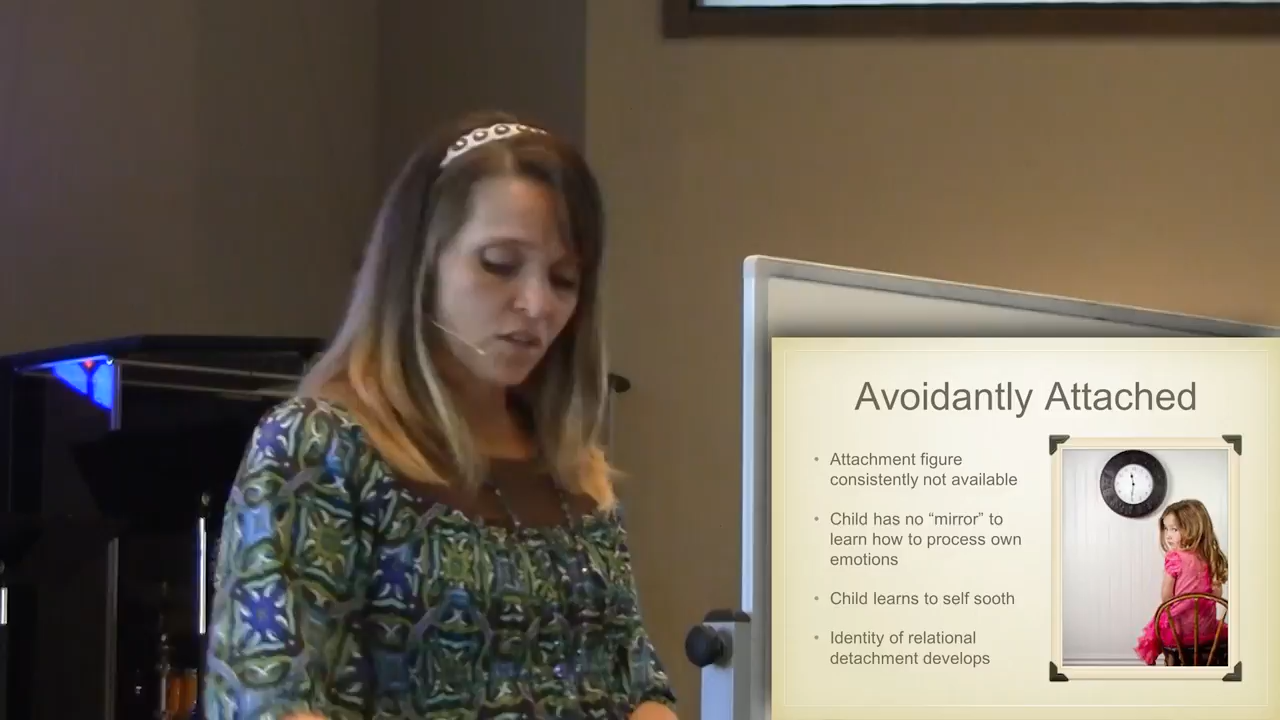 Avoidantly Attached
• Attachment figure
consistently not available
• Child has no “mirror” to
learn how to process own
emotions
• Child learns to self sooth
• Identity of relational
detachment develops